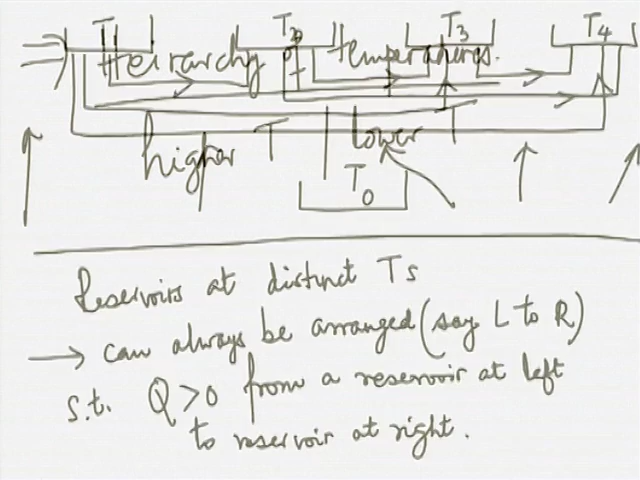 T₁ T₂ T₃ T₄
Hierarchy of temperatures.
higher T lower T
T₀
Reservoirs at distinct Ts
→ can always be arranged (say L to R)
s.t. Q > 0 from a reservoir at left
to reservoir at right.